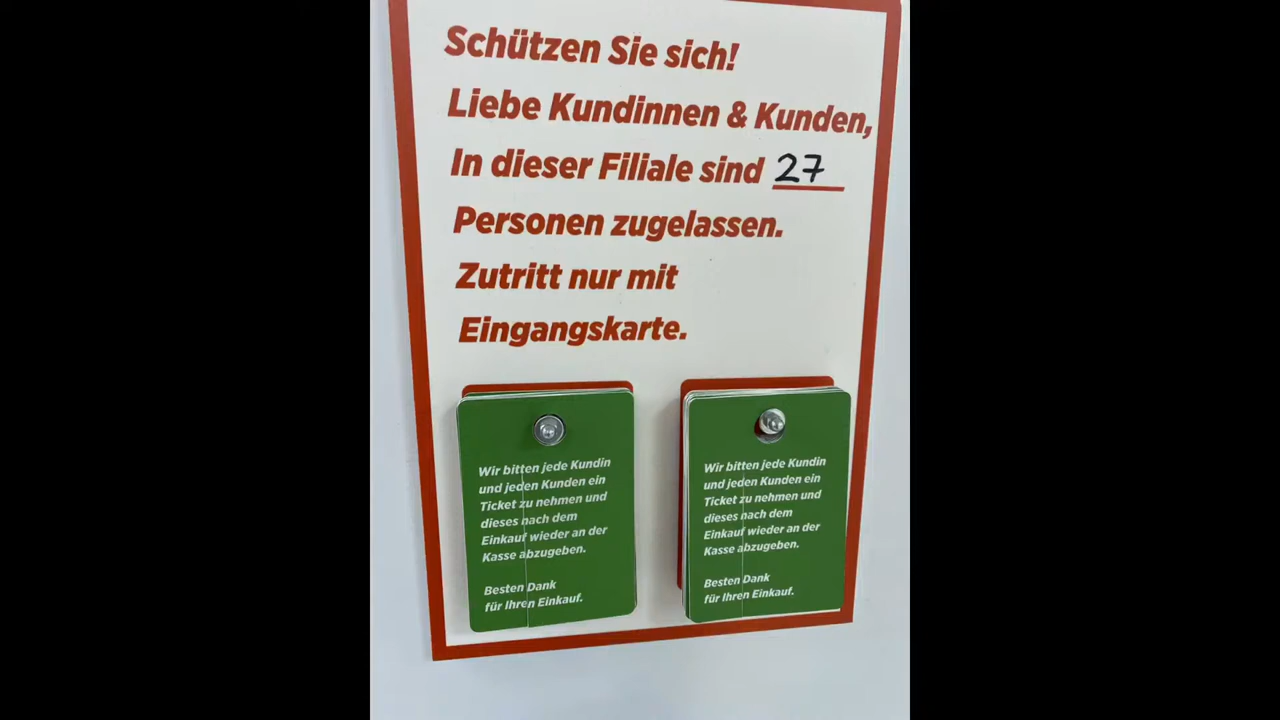 Schützen Sie sich!
Liebe Kundinnen & Kunden,
In dieser Filiale sind 27
Personen zugelassen.
Zutritt nur mit
Eingangskarte.
Wir bitten jede Kundin
und jeden Kunden ein
Ticket zu nehmen und
dieses nach dem
Einkauf wieder an der
Kasse abzugeben.
Besten Dank
für Ihren Einkauf.
Wir bitten jede Kundin
und jeden Kunden ein
Ticket zu nehmen und
dieses nach dem
Einkauf wieder an der
Kasse abzugeben.
Besten Dank
für Ihren Einkauf.